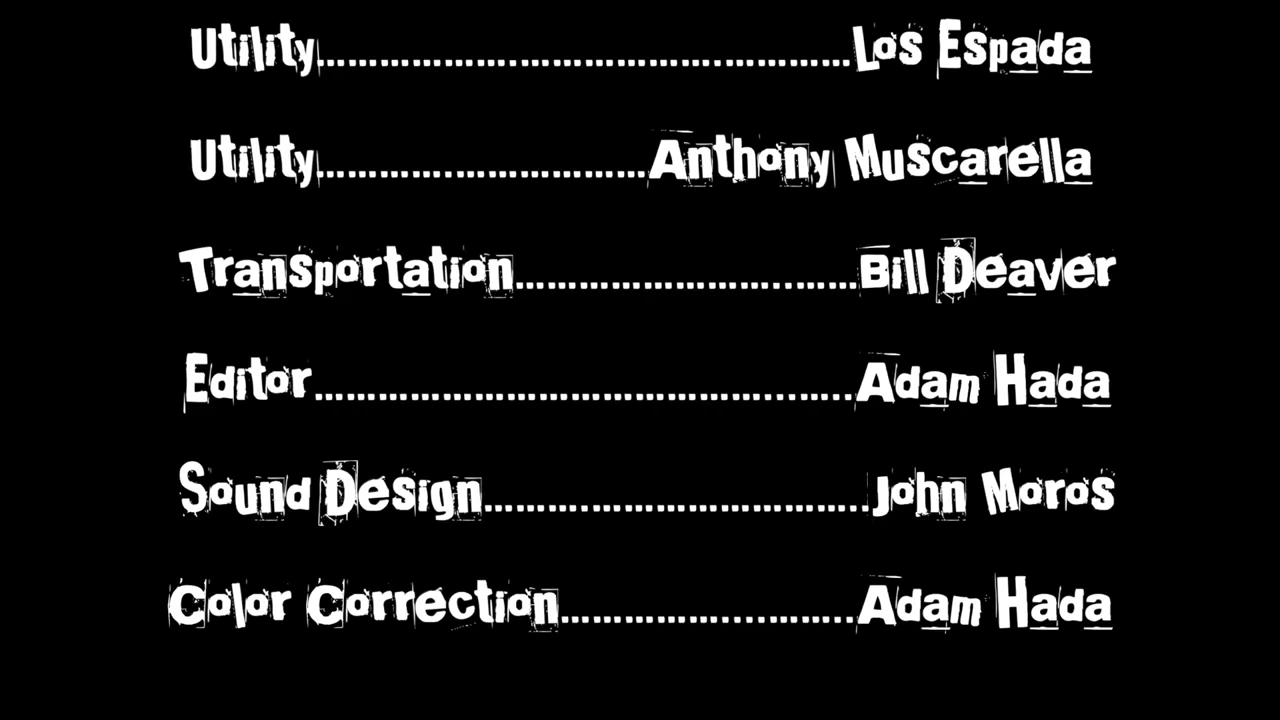 Utility.......................................................Los Espada
Utility..................................Anthony Muscarella
Transportation...................................Bill Deaver
Editor........................................................Adam Hada
Sound Design........................................John Moros
Color Correction..............................Adam Hada